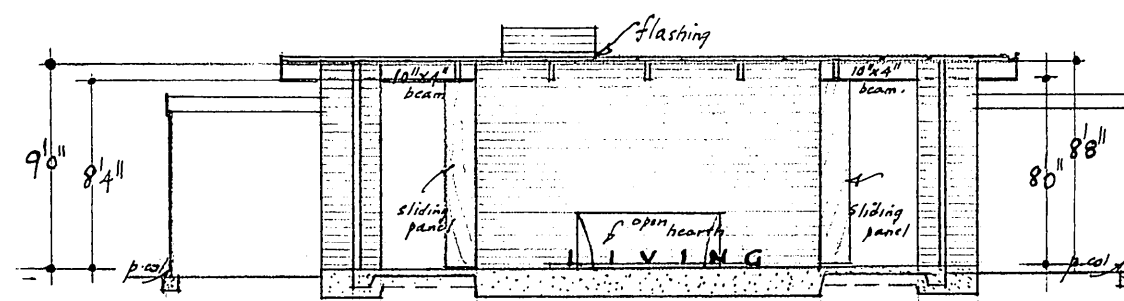 flashing
10"x4"
beam
10"x4"
beam.
9'0"
8'4"
8'0"
8'8"
sliding
panel
open
hearth
sliding
panel
LIVING
p.col
p.col